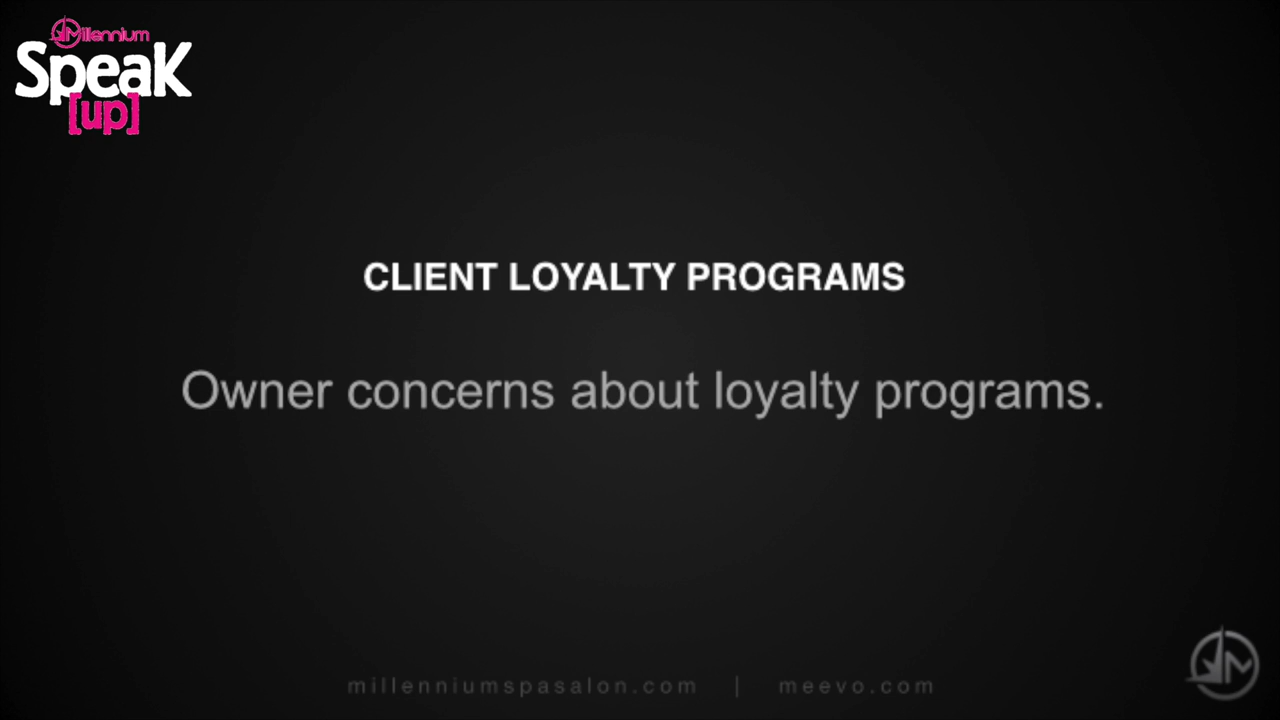 Millennium
Speak
[up]
CLIENT LOYALTY PROGRAMS
Owner concerns about loyalty programs.
millenniumspasalon.com | meevo.com